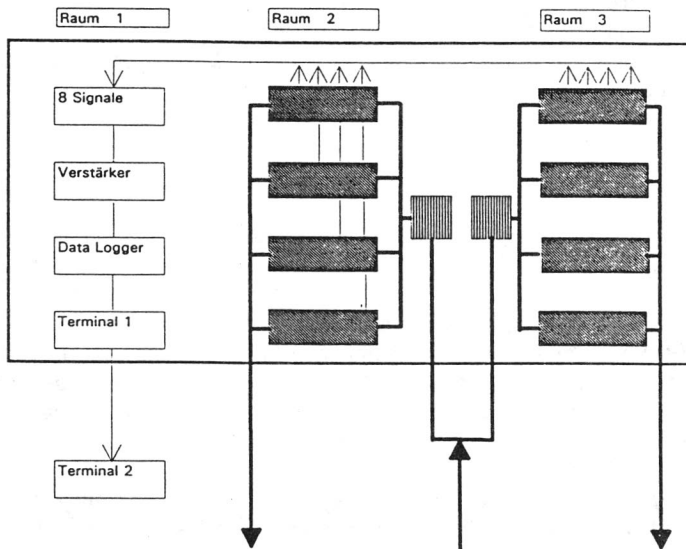 Raum 1
Raum 2
Raum 3
8 Signale
Verstärker
Data Logger
Terminal 1
Terminal 2